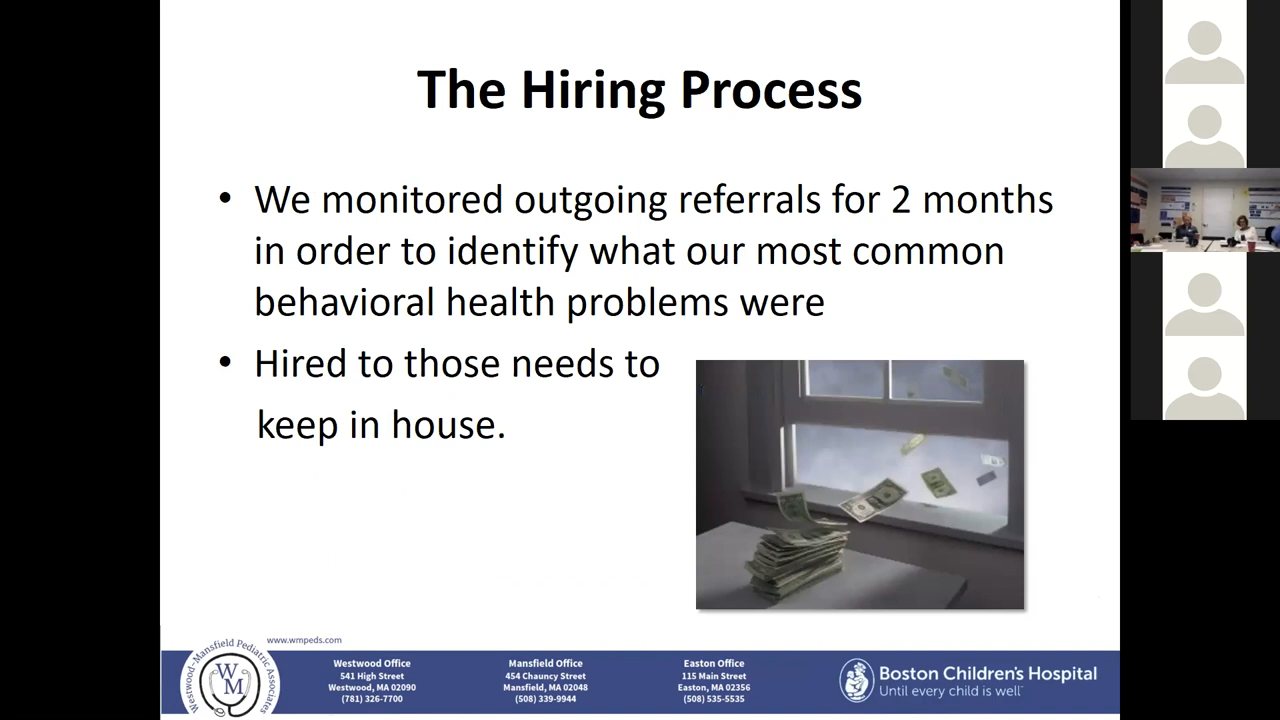 The Hiring Process
• We monitored outgoing referrals for 2 months
in order to identify what our most common
behavioral health problems were
• Hired to those needs to
keep in house.
www.wmpeds.com
Westwood-Mansfield Pediatric Associates
W
M
Westwood Office
541 High Street
Westwood, MA 02090
(781) 326-7700
Mansfield Office
454 Chauncy Street
Mansfield, MA 02048
(508) 339-9944
Easton Office
115 Main Street
Easton, MA 02356
(508) 535-5535
Boston Children's Hospital
Until every child is well™